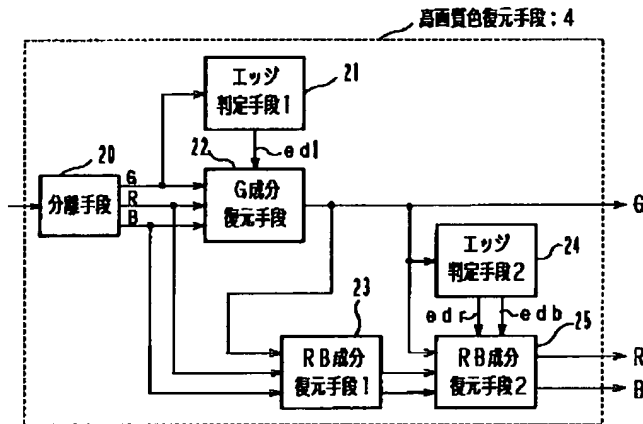 高画質色復元手段:4
エッジ
判定手段1
21
ed1
20
分離手段
G
R
B
22
G成分
復元手段
G
エッジ
判定手段2
24
edr
edb
23
RB成分
復元手段1
25
RB成分
復元手段2
R
B